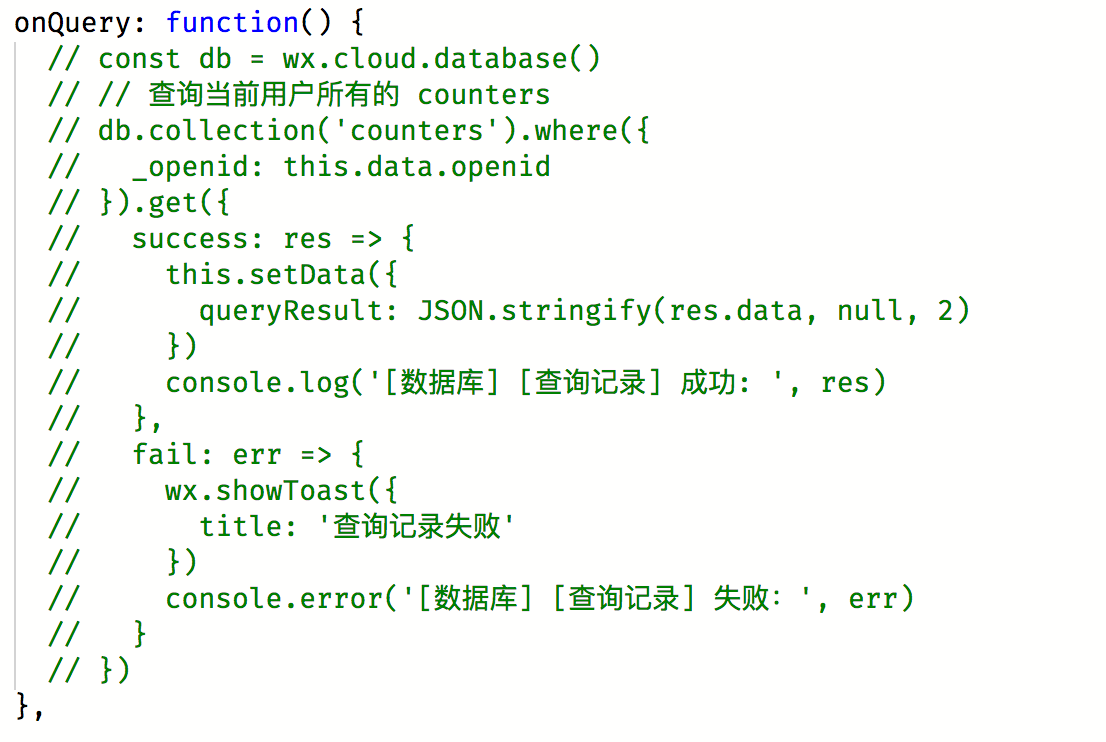 onQuery: function() {
  // const db = wx.cloud.database()
  // // 查询当前用户所有的 counters
  // db.collection('counters').where({
  //   _openid: this.data.openid
  // }).get({
  //   success: res => {
  //     this.setData({
  //       queryResult: JSON.stringify(res.data, null, 2)
  //     })
  //     console.log('[数据库] [查询记录] 成功: ', res)
  //   },
  //   fail: err => {
  //     wx.showToast({
  //       title: '查询记录失败'
  //     })
  //     console.error('[数据库] [查询记录] 失败：', err)
  //   }
  // })
},